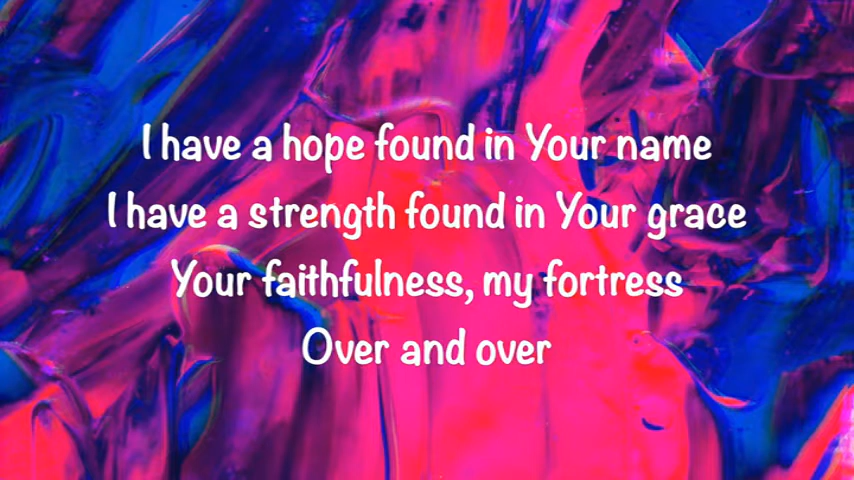 I have a hope found in Your name
I have a strength found in Your grace
Your faithfulness, my fortress
Over and over